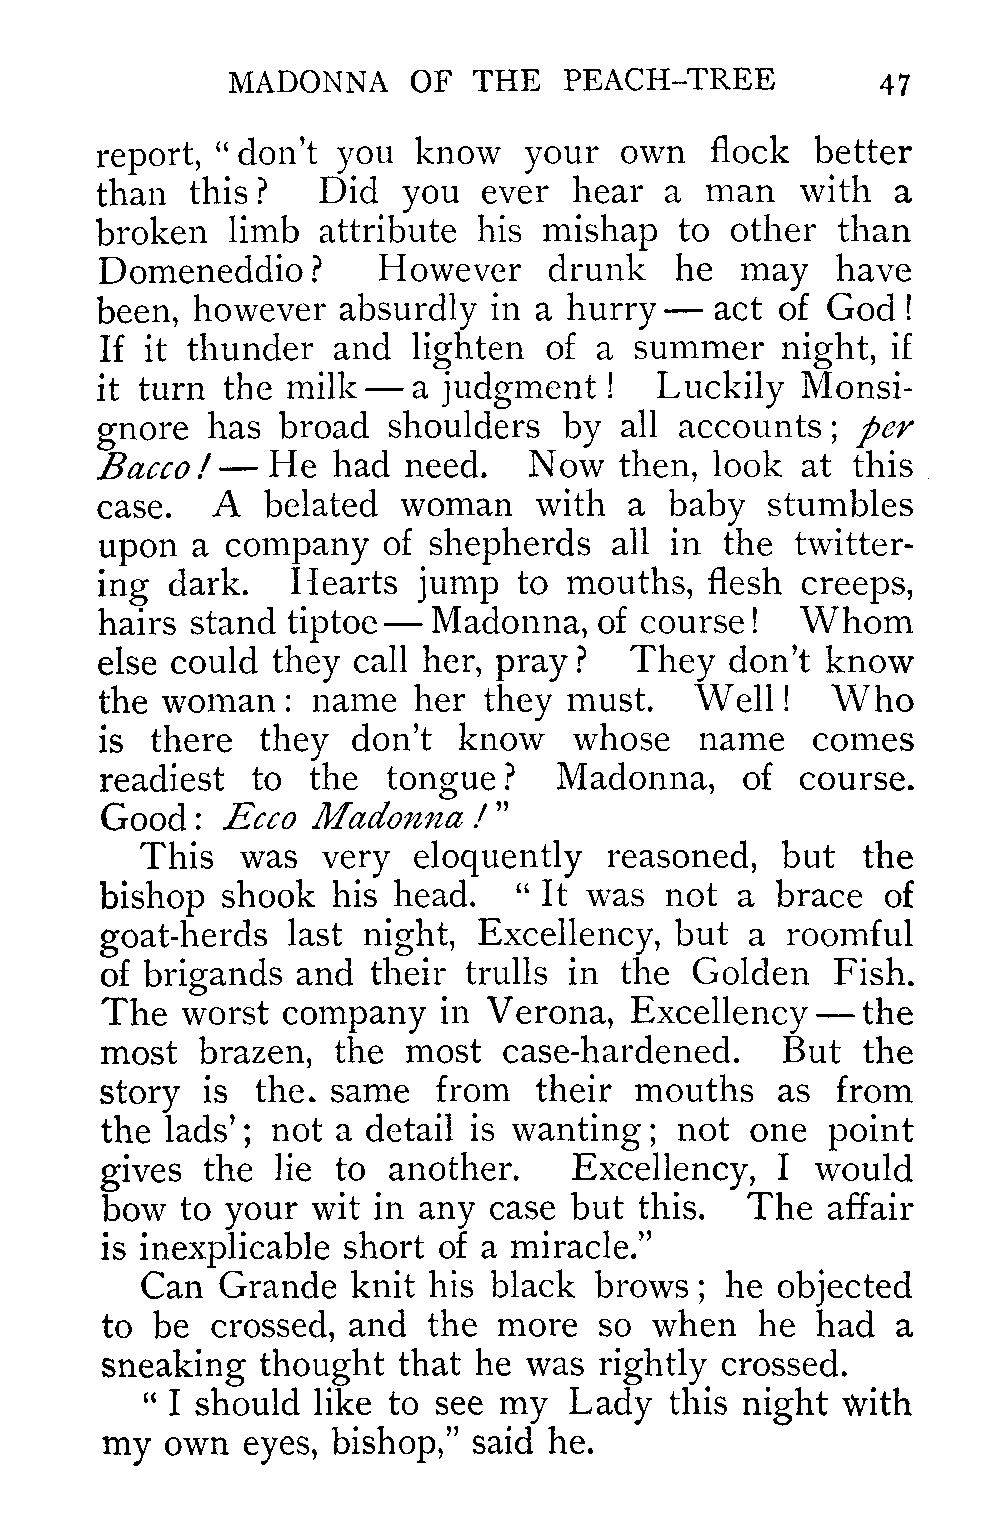 MADONNA OF THE PEACH-TREE 47
report, “ don't you know your own flock better
than this ? Did you ever hear a man with a
broken limb attribute his mishap to other than
Domeneddio ? However drunk he may have
been, however absurdly in a hurry — act of God !
If it thunder and lighten of a summer night, if
it turn the milk — a judgment ! Luckily Monsi-
gnore has broad shoulders by all accounts ; per
Bacco ! — He had need. Now then, look at this
case. A belated woman with a baby stumbles
upon a company of shepherds all in the twitter-
ing dark. Hearts jump to mouths, flesh creeps,
hairs stand tiptoe — Madonna, of course ! Whom
else could they call her, pray ? They don't know
the woman : name her they must. Well ! Who
is there they don't know whose name comes
readiest to the tongue ? Madonna, of course.
Good : Ecco Madonna ! ”
This was very eloquently reasoned, but the
bishop shook his head. “ It was not a brace of
goat-herds last night, Excellency, but a roomful
of brigands and their trulls in the Golden Fish.
The worst company in Verona, Excellency — the
most brazen, the most case-hardened. But the
story is the. same from their mouths as from
the lads' ; not a detail is wanting ; not one point
gives the lie to another. Excellency, I would
bow to your wit in any case but this. The affair
is inexplicable short of a miracle.”
Can Grande knit his black brows ; he objected
to be crossed, and the more so when he had a
sneaking thought that he was rightly crossed.
“ I should like to see my Lady this night with
my own eyes, bishop,” said he.